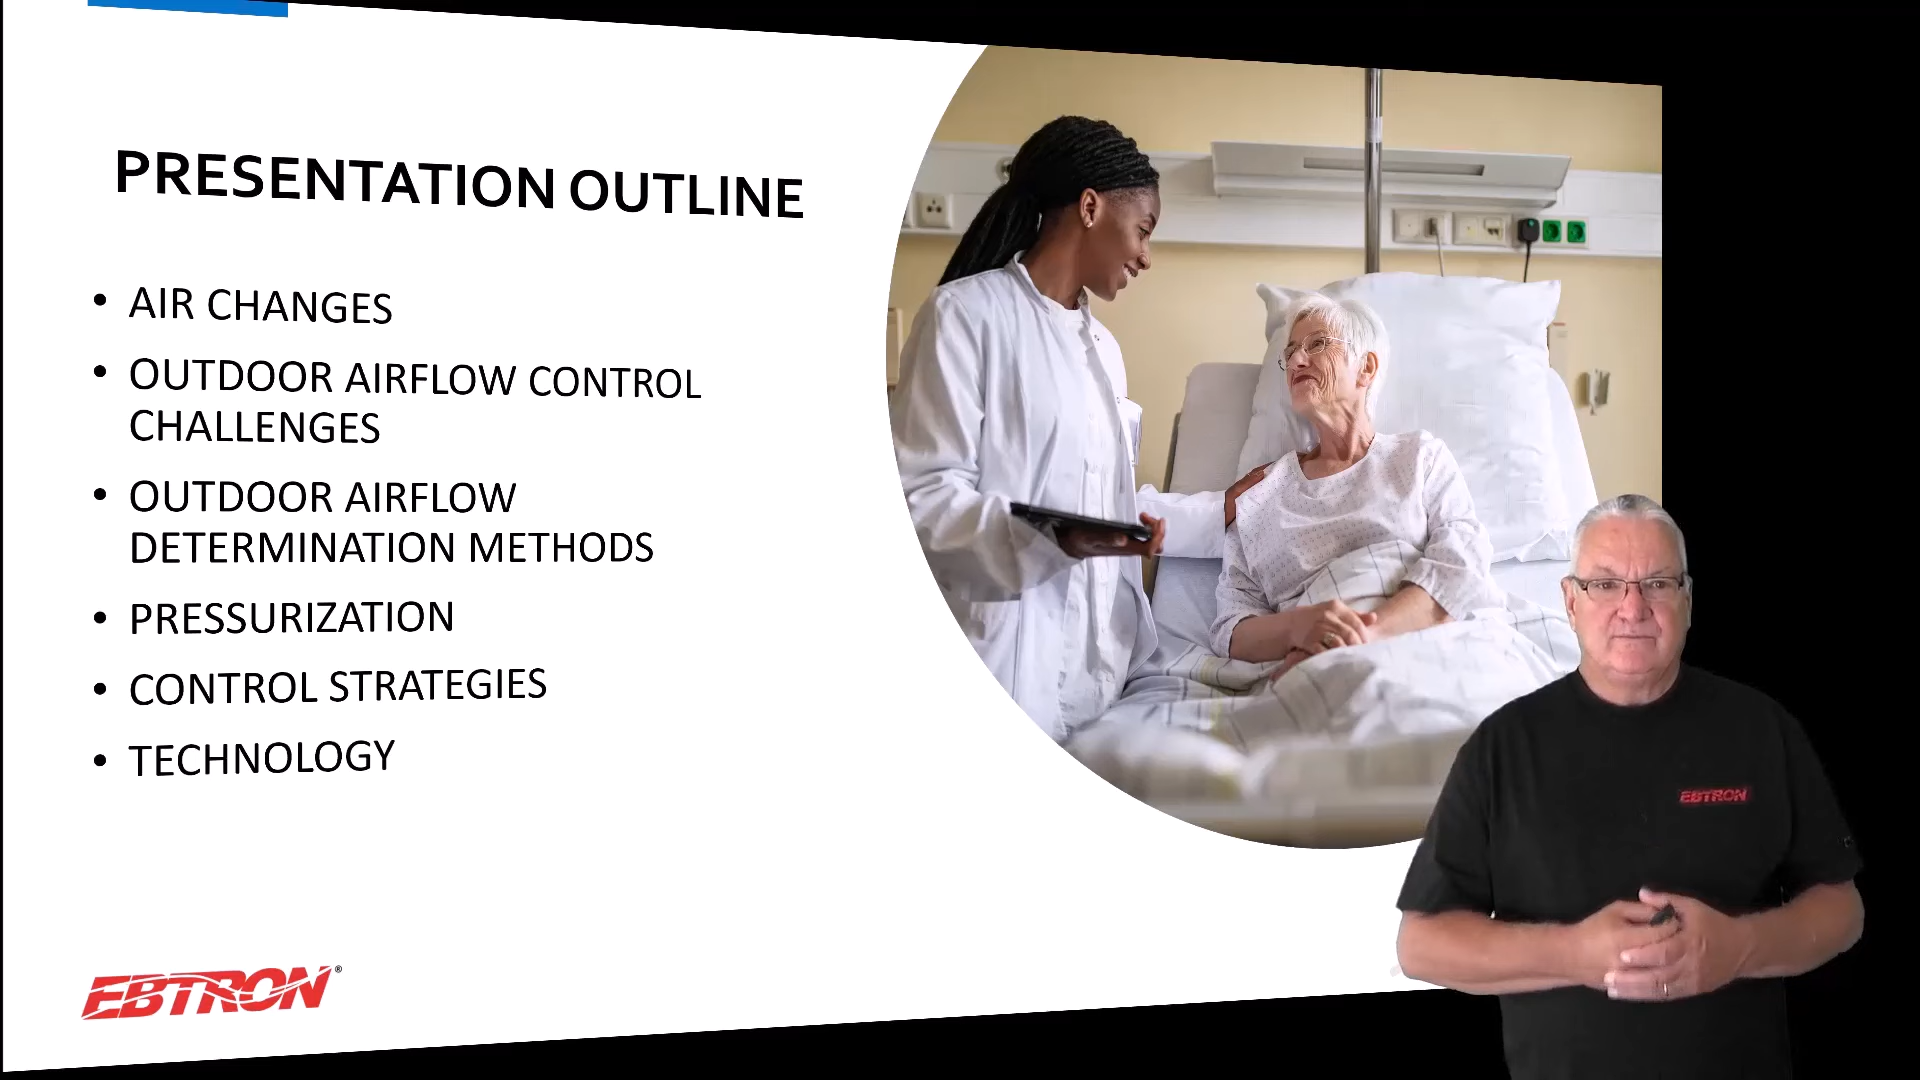 PRESENTATION OUTLINE
• AIR CHANGES
• OUTDOOR AIRFLOW CONTROL
CHALLENGES
• OUTDOOR AIRFLOW
DETERMINATION METHODS
• PRESSURIZATION
• CONTROL STRATEGIES
• TECHNOLOGY
EBTRON®
EBTRON